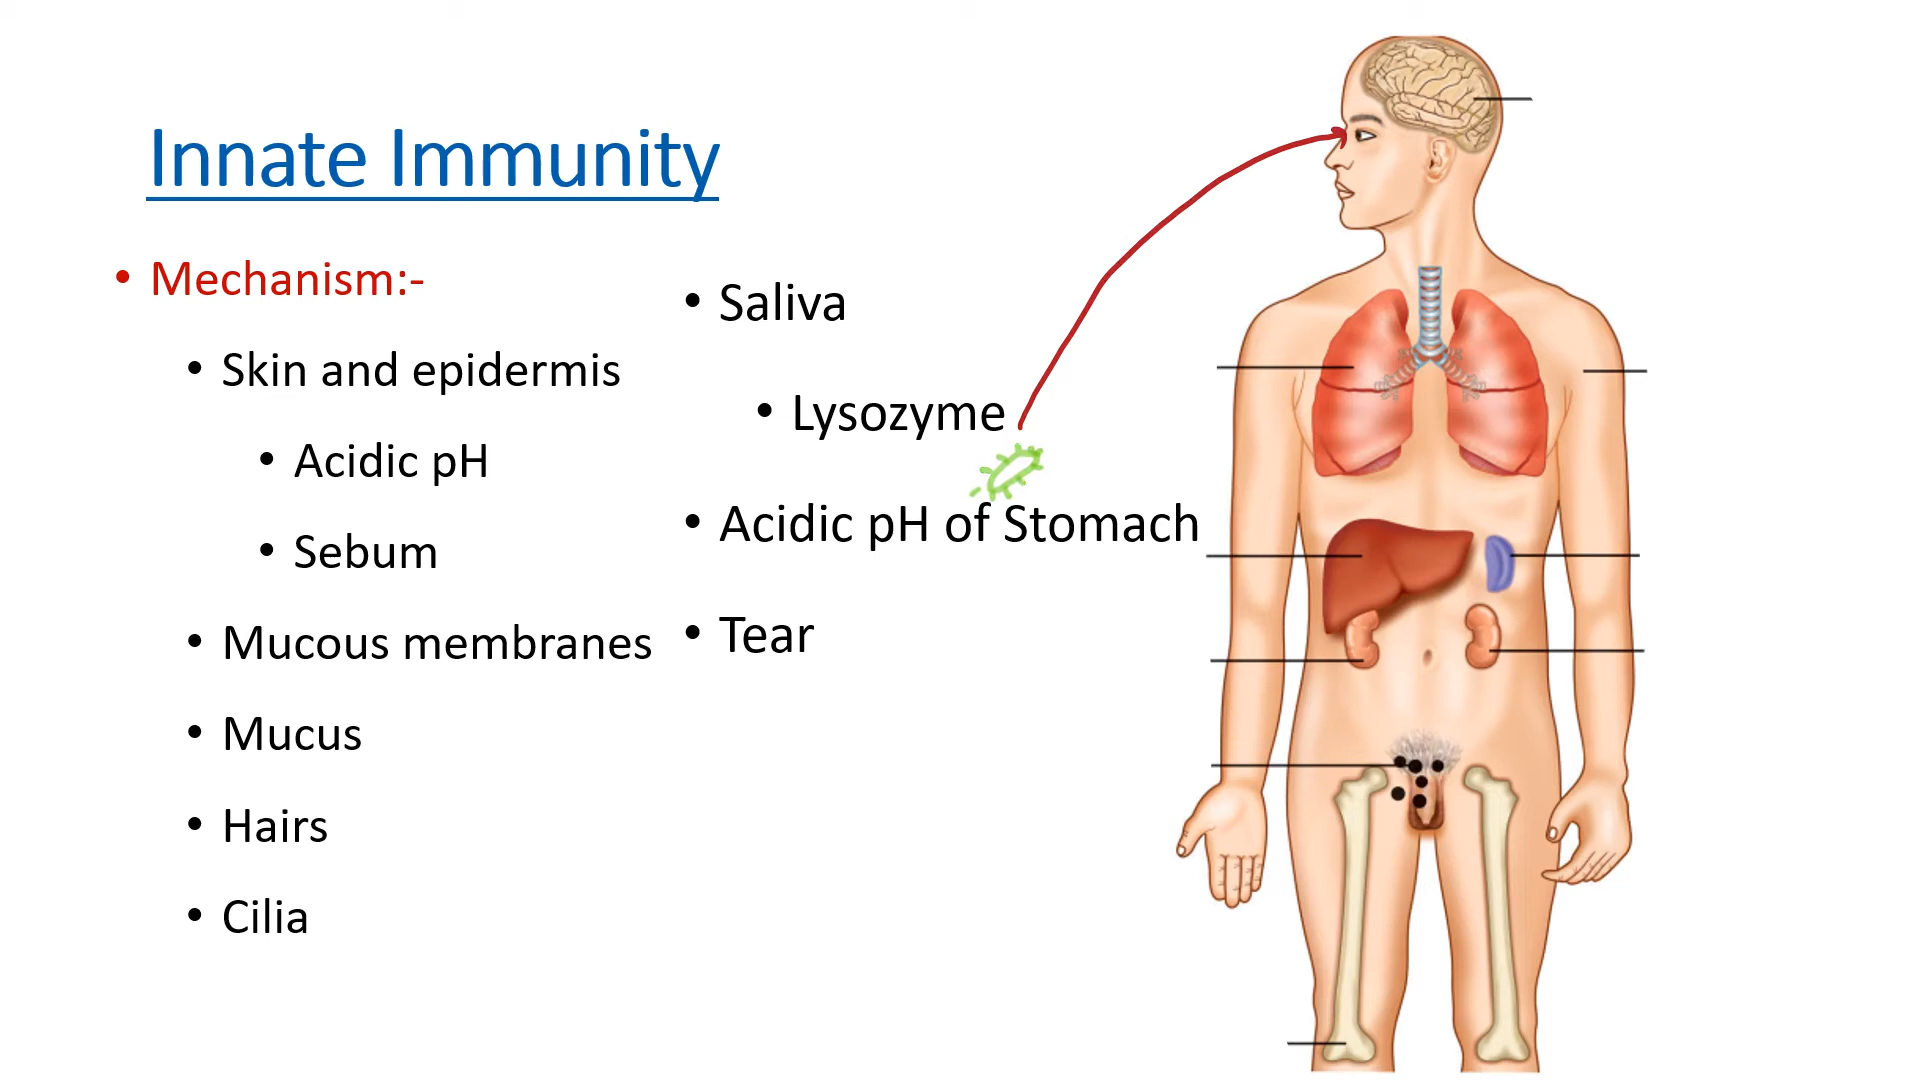 Innate Immunity
• Mechanism:-
• Skin and epidermis
• Acidic pH
• Sebum
• Mucous membranes
• Mucus
• Hairs
• Cilia
• Saliva
• Lysozyme
• Acidic pH of Stomach
• Tear